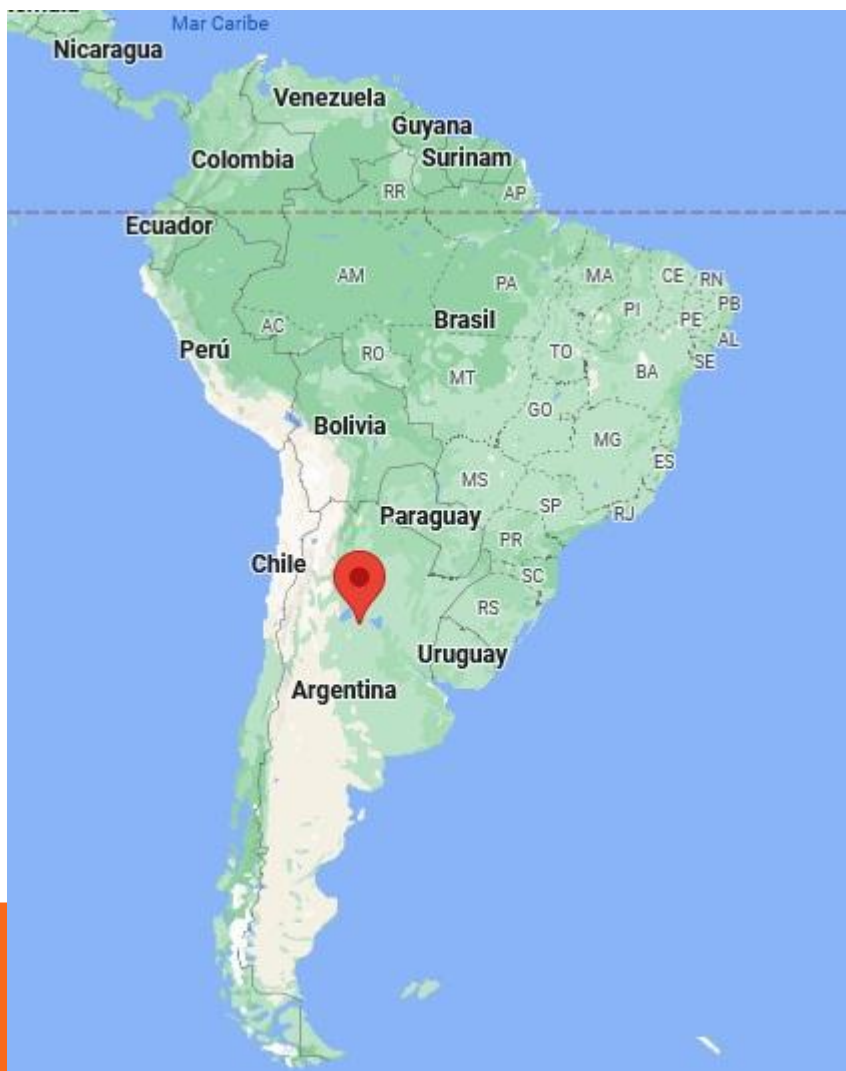 Mar Caribe
Nicaragua
Venezuela
Guyana
Colombia
Surinam
RR
AP
Ecuador
AM
PA
MA
CE
RN
PB
PI
PE
AL
Brasil
AC
Perú
RO
TO
SE
MT
BA
GO
Bolivia
MG
ES
MS
SP
RJ
Paraguay
PR
Chile
SC
RS
Uruguay
Argentina